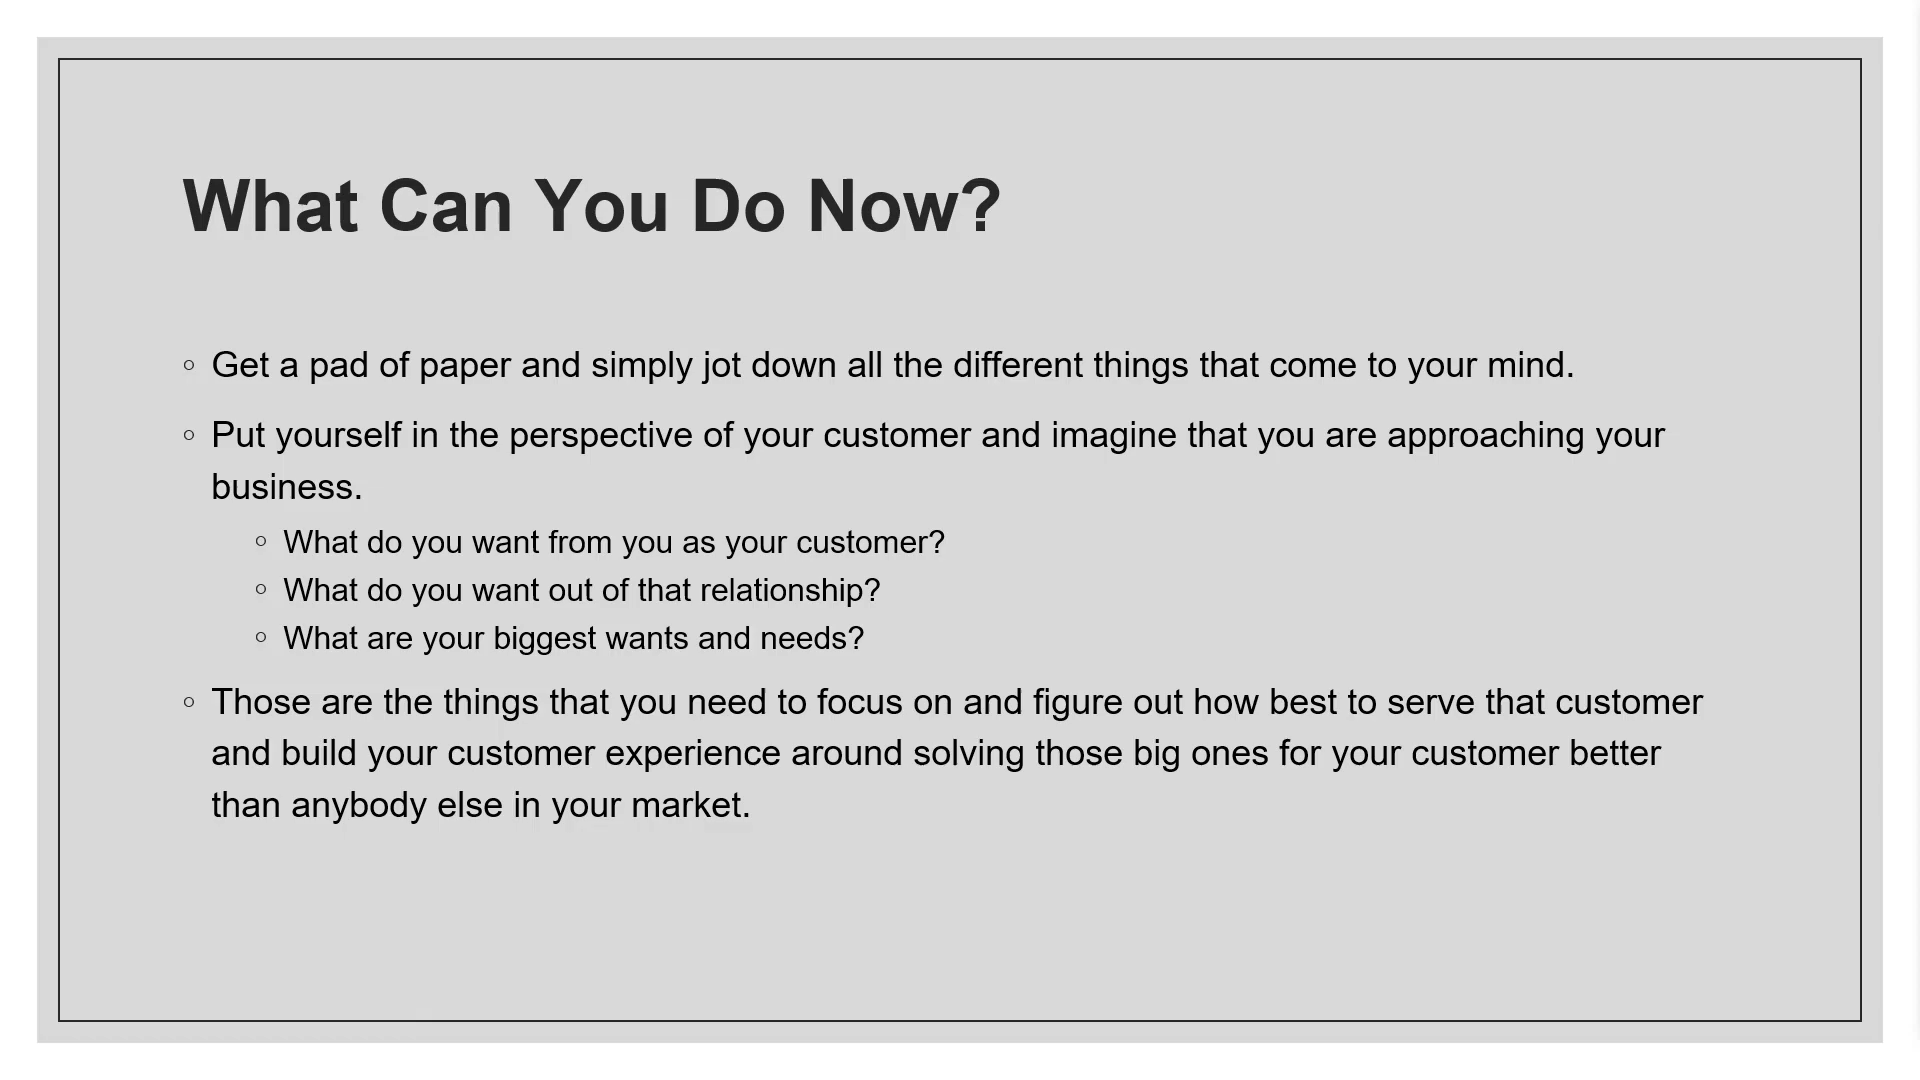 What Can You Do Now?
◦ Get a pad of paper and simply jot down all the different things that come to your mind.
◦ Put yourself in the perspective of your customer and imagine that you are approaching your
business.
◦ What do you want from you as your customer?
◦ What do you want out of that relationship?
◦ What are your biggest wants and needs?
◦ Those are the things that you need to focus on and figure out how best to serve that customer
and build your customer experience around solving those big ones for your customer better
than anybody else in your market.